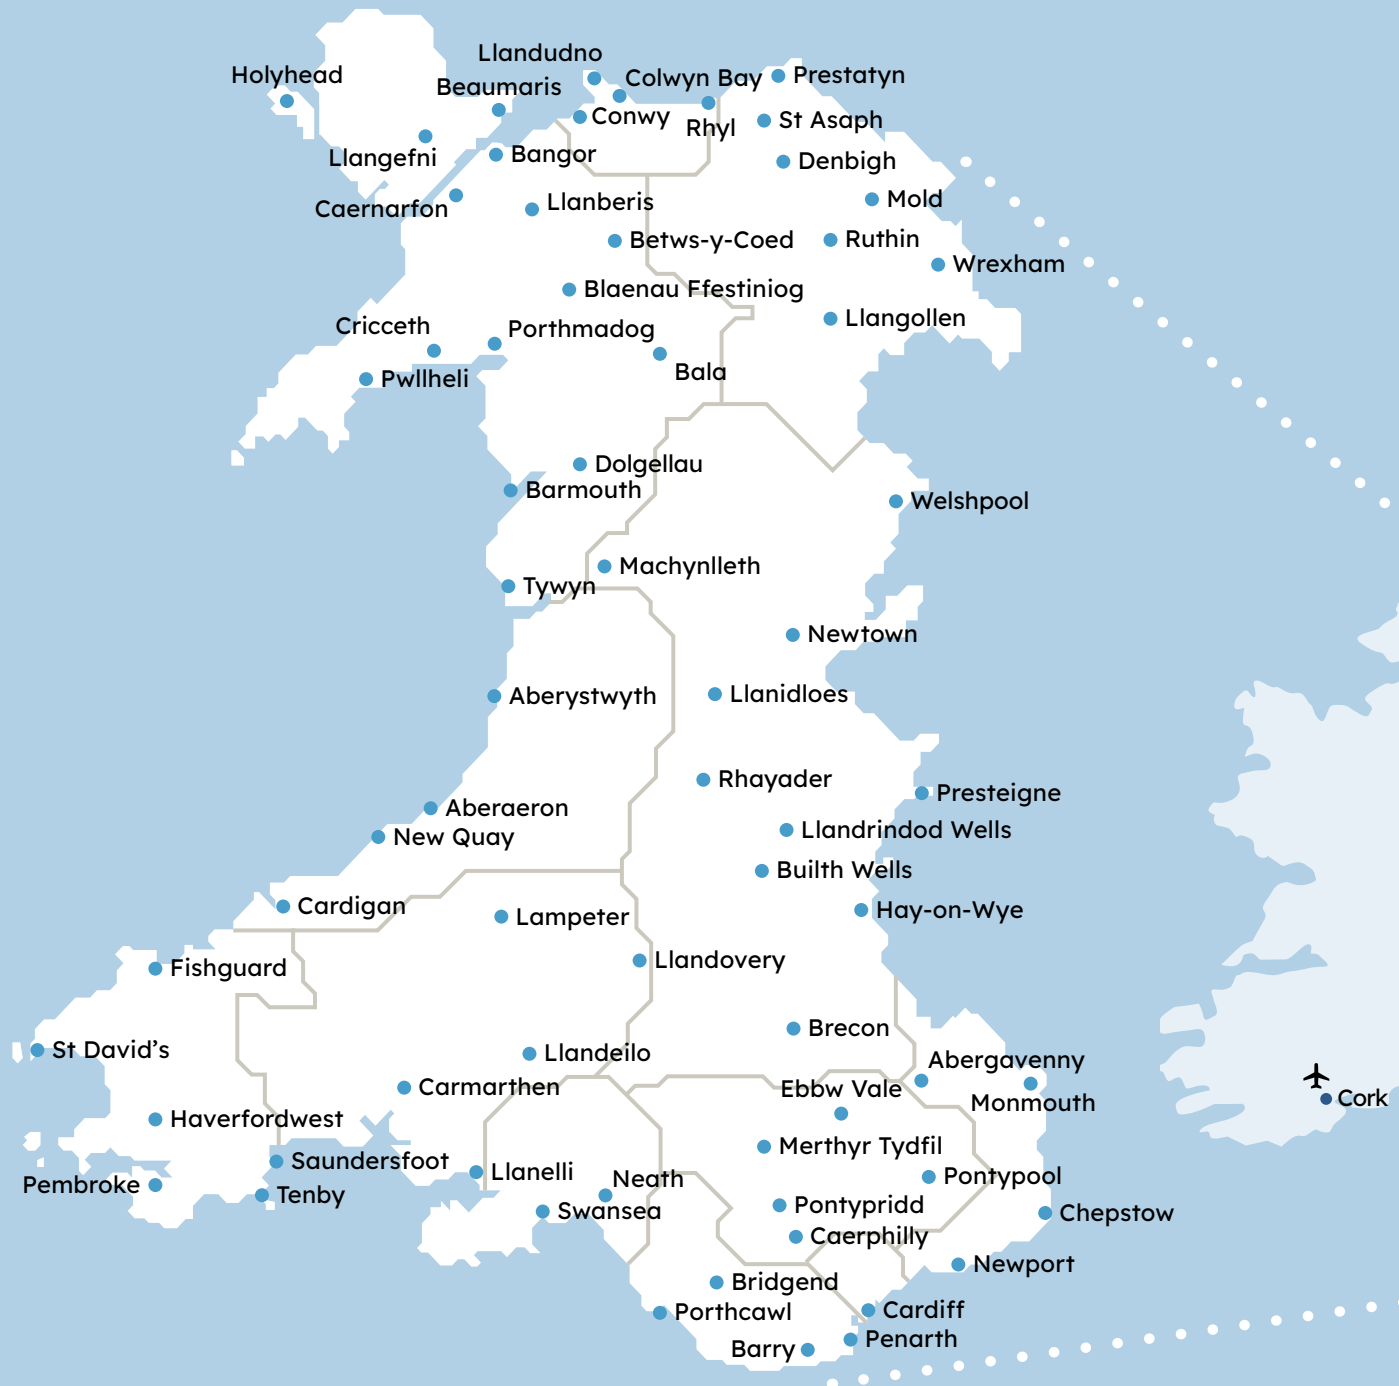 Llandudno
Holyhead
Colwyn Bay
Prestatyn
Beaumaris
Conwy
Rhyl
St Asaph
Llangefni
Bangor
Denbigh
Caernarfon
Llanberis
Mold
Betws-y-Coed
Ruthin
Wrexham
Blaenau Ffestiniog
Cricceth
Porthmadog
Llangollen
Bala
Pwllheli
Dolgellau
Barmouth
Welshpool
Machynlleth
Tywyn
Newtown
Aberystwyth
Llanidloes
Rhayader
Presteigne
Aberaeron
Llandrindod Wells
New Quay
Builth Wells
Cardigan
Lampeter
Hay-on-Wye
Fishguard
Llandovery
Brecon
St David’s
Llandeilo
Abergavenny
Carmarthen
Ebbw Vale
Monmouth
Cork
Haverfordwest
Merthyr Tydfil
Saundersfoot
Llanelli
Neath
Pontypool
Pembroke
Tenby
Swansea
Pontypridd
Chepstow
Caerphilly
Newport
Bridgend
Porthcawl
Cardiff
Penarth
Barry